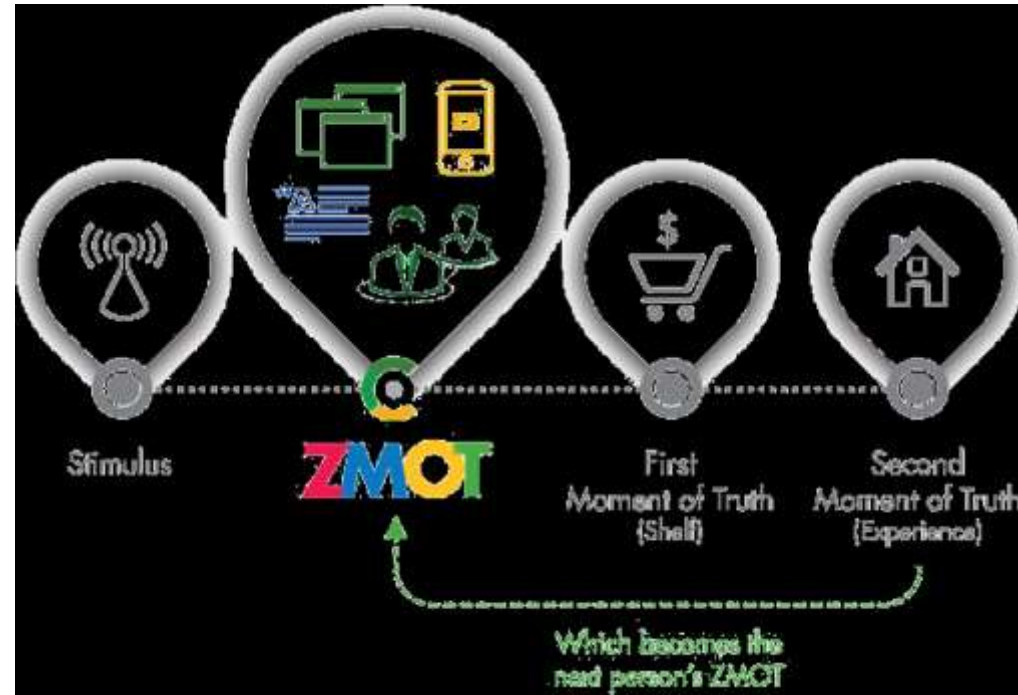 $
Stimulus
ZMOT
First
Moment of Truth
(Shelf)
Second
Moment of Truth
(Experience)
Which becomes the
next person's ZMOT